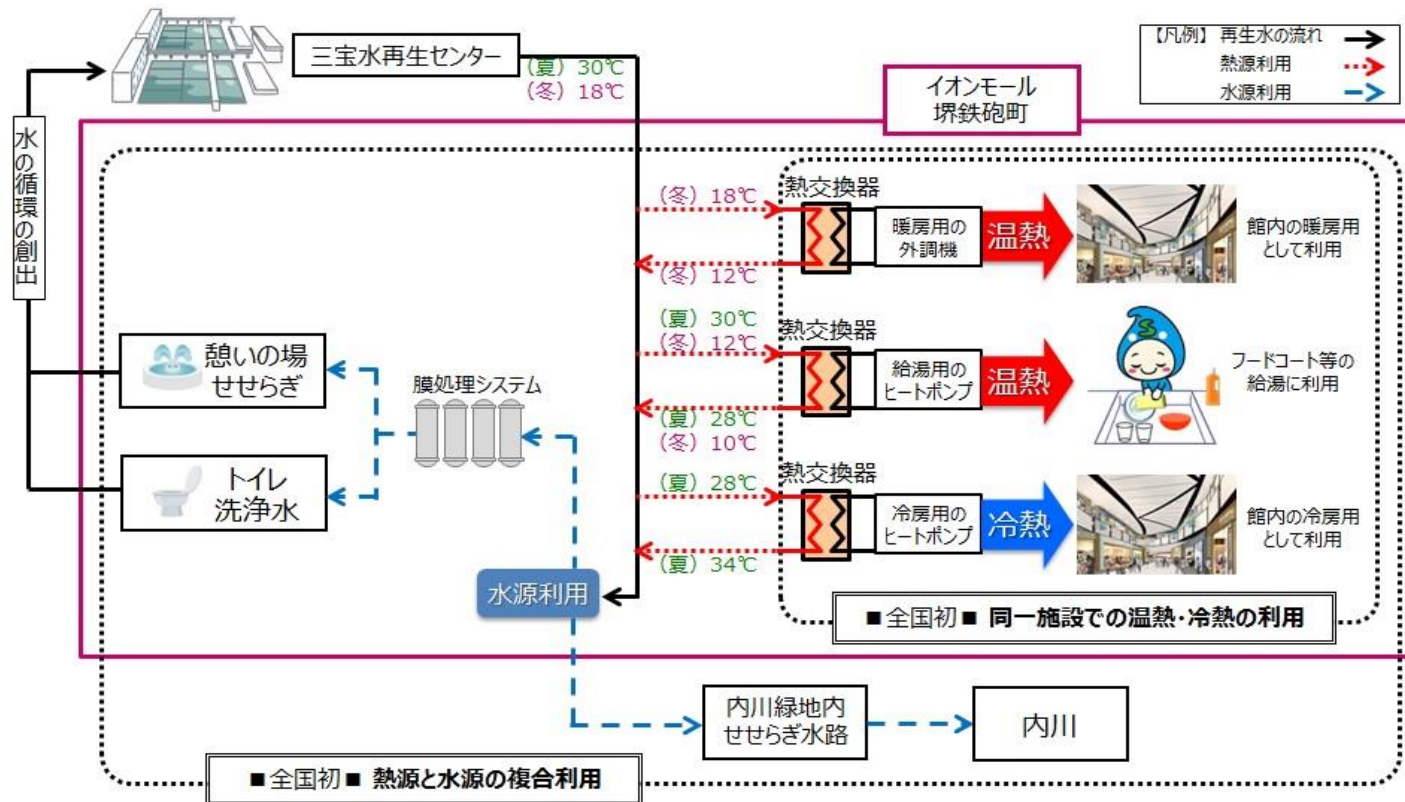 三宝水再生センター
(夏) 30℃
(冬) 18℃
【凡例】 再生水の流れ
熱源利用
水源利用
イオンモール
堺鉄砲町
水の循環の創出
(冬) 18℃
(冬) 12℃
熱交換器
暖房用の
外調機
温熱
館内の暖房用
として利用
(夏) 30℃
(冬) 12℃
(夏) 28℃
(冬) 10℃
熱交換器
給湯用の
ヒートポンプ
温熱
S
フードコート等の
給湯に利用
(夏) 28℃
(夏) 34℃
熱交換器
冷房用の
ヒートポンプ
冷熱
館内の冷房用
として利用
憩いの場
せせらぎ
トイレ
洗浄水
膜処理システム
水源利用
■全国初■ 同一施設での温熱・冷熱の利用
内川緑地内
せせらぎ水路
内川
■全国初■ 熱源と水源の複合利用